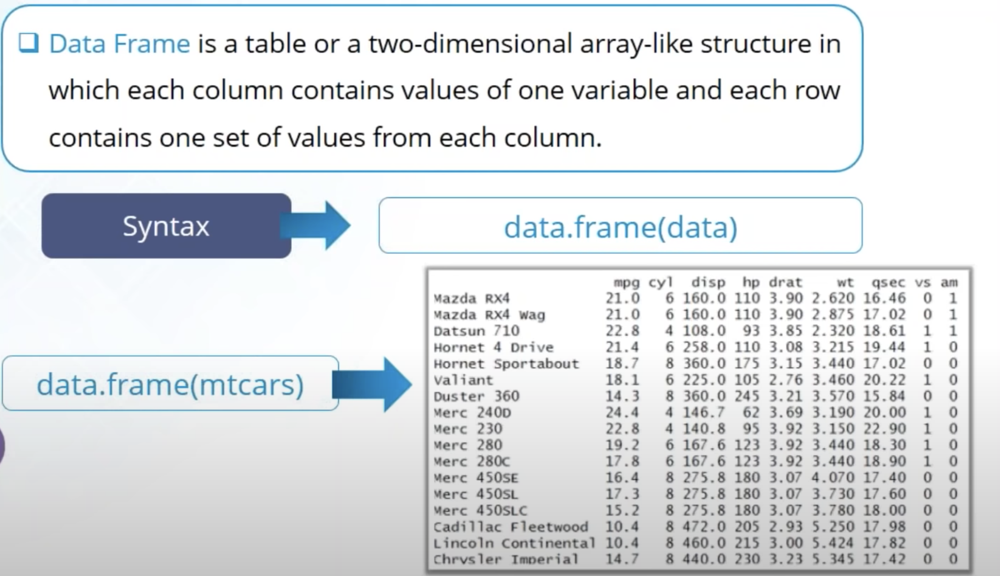 Data Frame is a table or a two-dimensional array-like structure in
which each column contains values of one variable and each row
contains one set of values from each column.
Syntax
data.frame(data)
data.frame(mtcars)
mpg cyl disp hp drat wt qsec vs am
Mazda RX4 21.0 6 160.0 110 3.90 2.620 16.46 0 1
Mazda RX4 Wag 21.0 6 160.0 110 3.90 2.875 17.02 0 1
Datsun 710 22.8 4 108.0 93 3.85 2.320 18.61 1 1
Hornet 4 Drive 21.4 6 258.0 110 3.08 3.215 19.44 1 0
Hornet Sportabout 18.7 8 360.0 175 3.15 3.440 17.02 0 0
Valiant 18.1 6 225.0 105 2.76 3.460 20.22 1 0
Duster 360 14.3 8 360.0 245 3.21 3.570 15.84 0 0
Merc 240D 24.4 4 146.7 62 3.69 3.190 20.00 1 0
Merc 230 22.8 4 140.8 95 3.92 3.150 22.90 1 0
Merc 280 19.2 6 167.6 123 3.92 3.440 18.30 1 0
Merc 280C 17.8 6 167.6 123 3.92 3.440 18.90 1 0
Merc 450SE 16.4 8 275.8 180 3.07 4.070 17.40 0 0
Merc 450SL 17.3 8 275.8 180 3.07 3.730 17.60 0 0
Merc 450SLC 15.2 8 275.8 180 3.07 3.780 18.00 0 0
Cadillac Fleetwood 10.4 8 472.0 205 2.93 5.250 17.98 0 0
Lincoln Continental 10.4 8 460.0 215 3.00 5.424 17.82 0 0
Chrysler Imperial 14.7 8 440.0 230 3.23 5.345 17.42 0 0